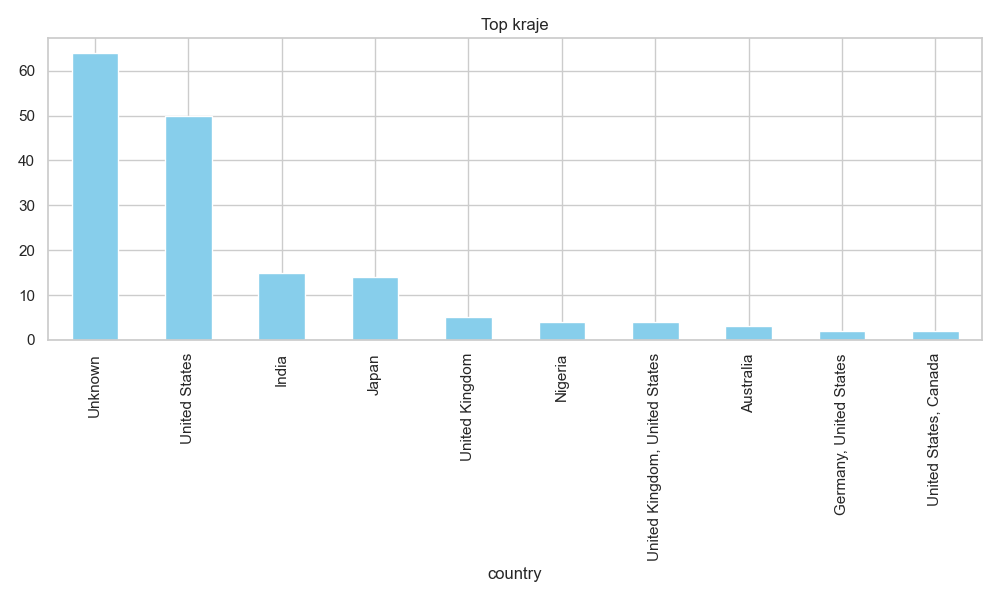 Top kraje
60
50
40
30
20
10
0
Unknown
United States
India
Japan
United Kingdom
Nigeria
United Kingdom, United States
Australia
Germany, United States
United States, Canada
country